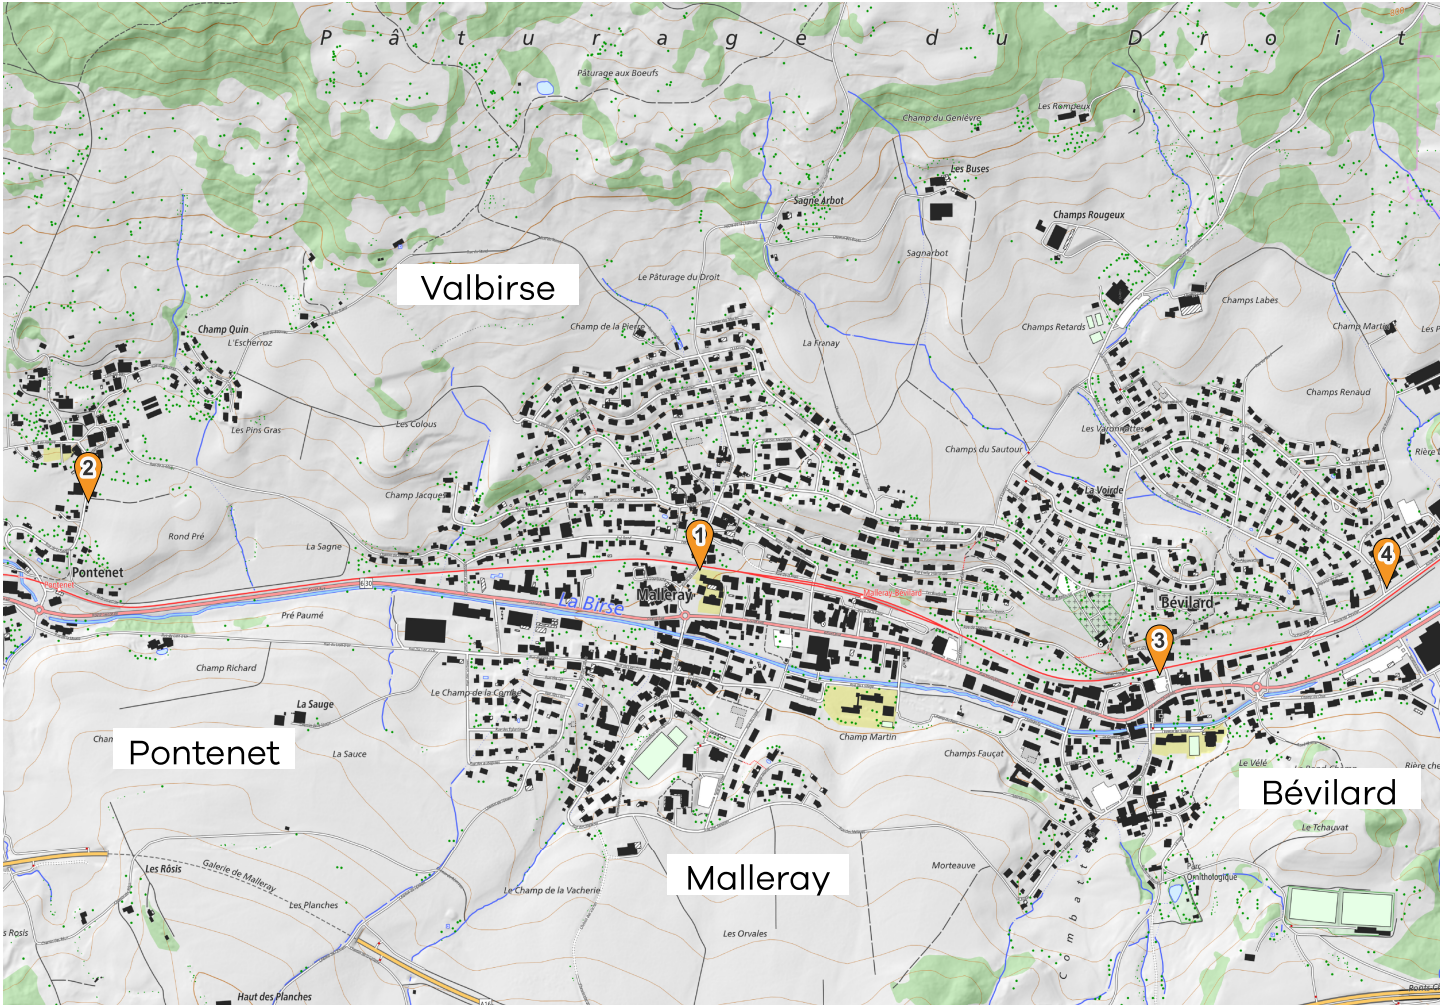 P â t u r a g e d u D r o i t
Pâturage aux Boeufs
Les Rompeux
Champ du Genièvre
Les Buses
Sagne Arbot
Champs Rougeux
Sagnarbot
Valbirse
Le Pâturage du Droit
Champs Labes
Champ Quin
L'Escherroz
Champ de la Pierre
Champs Retards
Champ Martin
La Franay
Les Pins Gras
Les Colous
Champs Renaud
Les Varonnettes
Champs du Sautour
2
Champ Jacques
La Voirde
Rond Pré
La Sagne
1
4
Pontenet
Pontenet
630
Malleray
La Birse
Malleray-Bévilard
Bévilard
Pré Paumé
3
Champ Richard
Le Champ de la Combe
La Sauge
Pontenet
La Sauce
Champ Martin
Champs Fauçat
Le Vélé
Bévilard
Le Tchauvat
Malleray
Les Rôsis
Galerie de Malleray
Morteauve
Parc
Ornithologique
Le Champ de la Vacherie
Les Planches
Les Orvales
C o m b a t t
s Rosis
Haut des Planches
A16